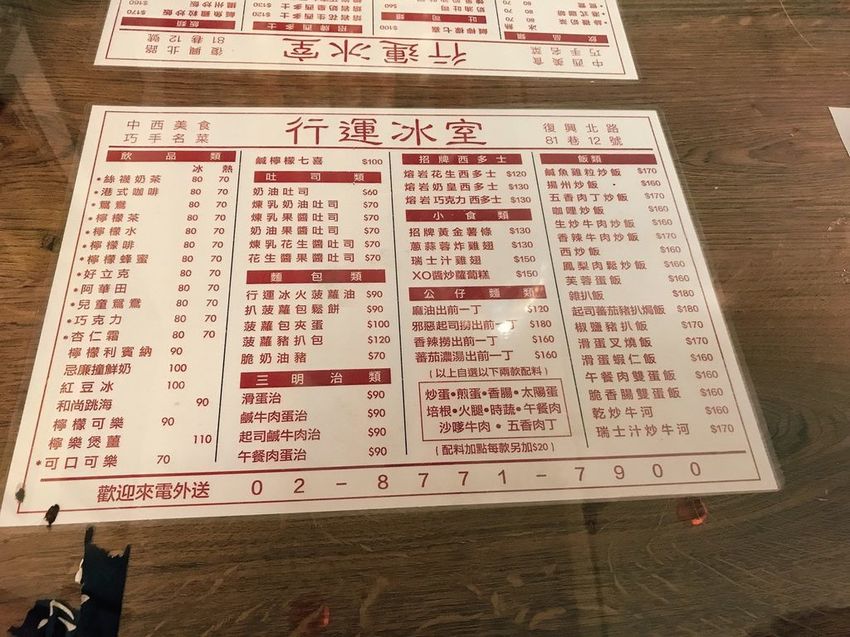 中西美食
巧手名菜
行運冰室
復興北路
81巷12號
飲品類
冰 熱
•絲襪奶茶 80 70
•港式咖啡 80 70
•鴛鴦 80 70
•檸檬茶 80 70
•檸檬水 80 70
•檸檬啡 80 70
•檸檬蜂蜜 80 70
•好立克 80 70
•阿華田 80 70
•兒童鴛鴦 80 70
•巧克力 80 70
•杏仁霜 80 70
檸檬利賓納 90
忌廉撞鮮奶 100
紅豆冰 100
和尚跳海 90
檸檬可樂 90
檸樂煲薑 110
•可口可樂 70
鹹檸檬七喜 $100
吐司類
奶油吐司 $60
煉乳奶油吐司 $70
奶油果醬吐司 $70
煉乳果醬吐司 $70
煉乳花生醬吐司 $70
花生果醬吐司 $70
麵包類
行運冰火菠蘿油 $90
扒菠蘿包鬆餅 $90
菠蘿包夾蛋 $100
菠蘿豬扒包 $120
脆奶油豬 $70
三明治類
滑蛋治 $90
鹹牛肉蛋治 $90
起司鹹牛肉治 $90
午餐肉蛋治 $90
招牌西多士
熔岩花生西多士 $120
熔岩奶皇西多士 $130
熔岩巧克力西多士 $130
小食類
招牌黃金薯條 $130
蔥蒜蓉炸雞翅 $130
瑞士汁雞翅 $150
XO醬炒蘿蔔糕 $150
公仔麵類
麻油出前一丁 $120
邪惡起司撈出前一丁 $180
香辣撈出前一丁 $160
蕃茄濃湯出前一丁 $160
(以上自選以下兩款配料)
炒蛋•煎蛋•香腸•太陽蛋
培根•火腿•時蔬•午餐肉
沙嗲牛肉•五香肉丁
(配料加點每款另加$20)
飯類
鹹魚雞粒炒飯 $170
揚州炒飯 $160
五香肉丁炒飯 $160
咖哩炒飯 $160
生炒牛肉炒飯 $160
香辣牛肉炒飯 $160
西炒飯 $160
鳳梨肉鬆炒飯 $160
芙蓉蛋飯 $160
雜扒飯 $180
起司蕃茄豬扒焗飯 $180
椒鹽豬扒飯 $170
滑蛋叉燒飯 $170
滑蛋蝦仁飯 $160
午餐肉雙蛋飯 $160
脆香腸雙蛋飯 $160
乾炒牛河 $160
瑞士汁炒牛河 $170
歡迎來電外送 02-8771-7900